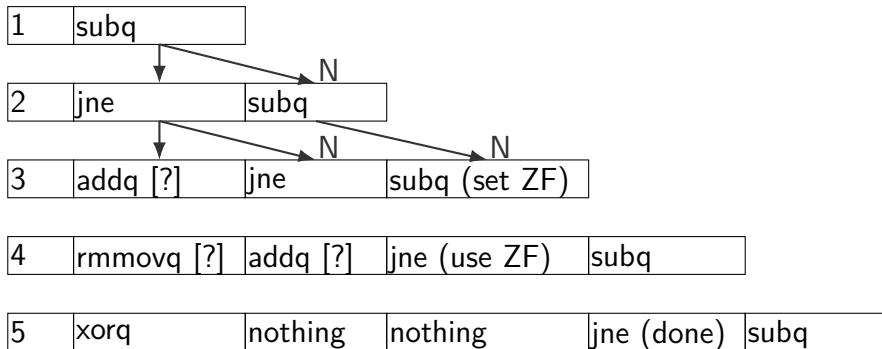 1 subq
N
2 jne subq
N N
3 addq [?] jne subq (set ZF)
4 rmmovq [?] addq [?] jne (use ZF) subq
5 xorq nothing nothing jne (done) subq